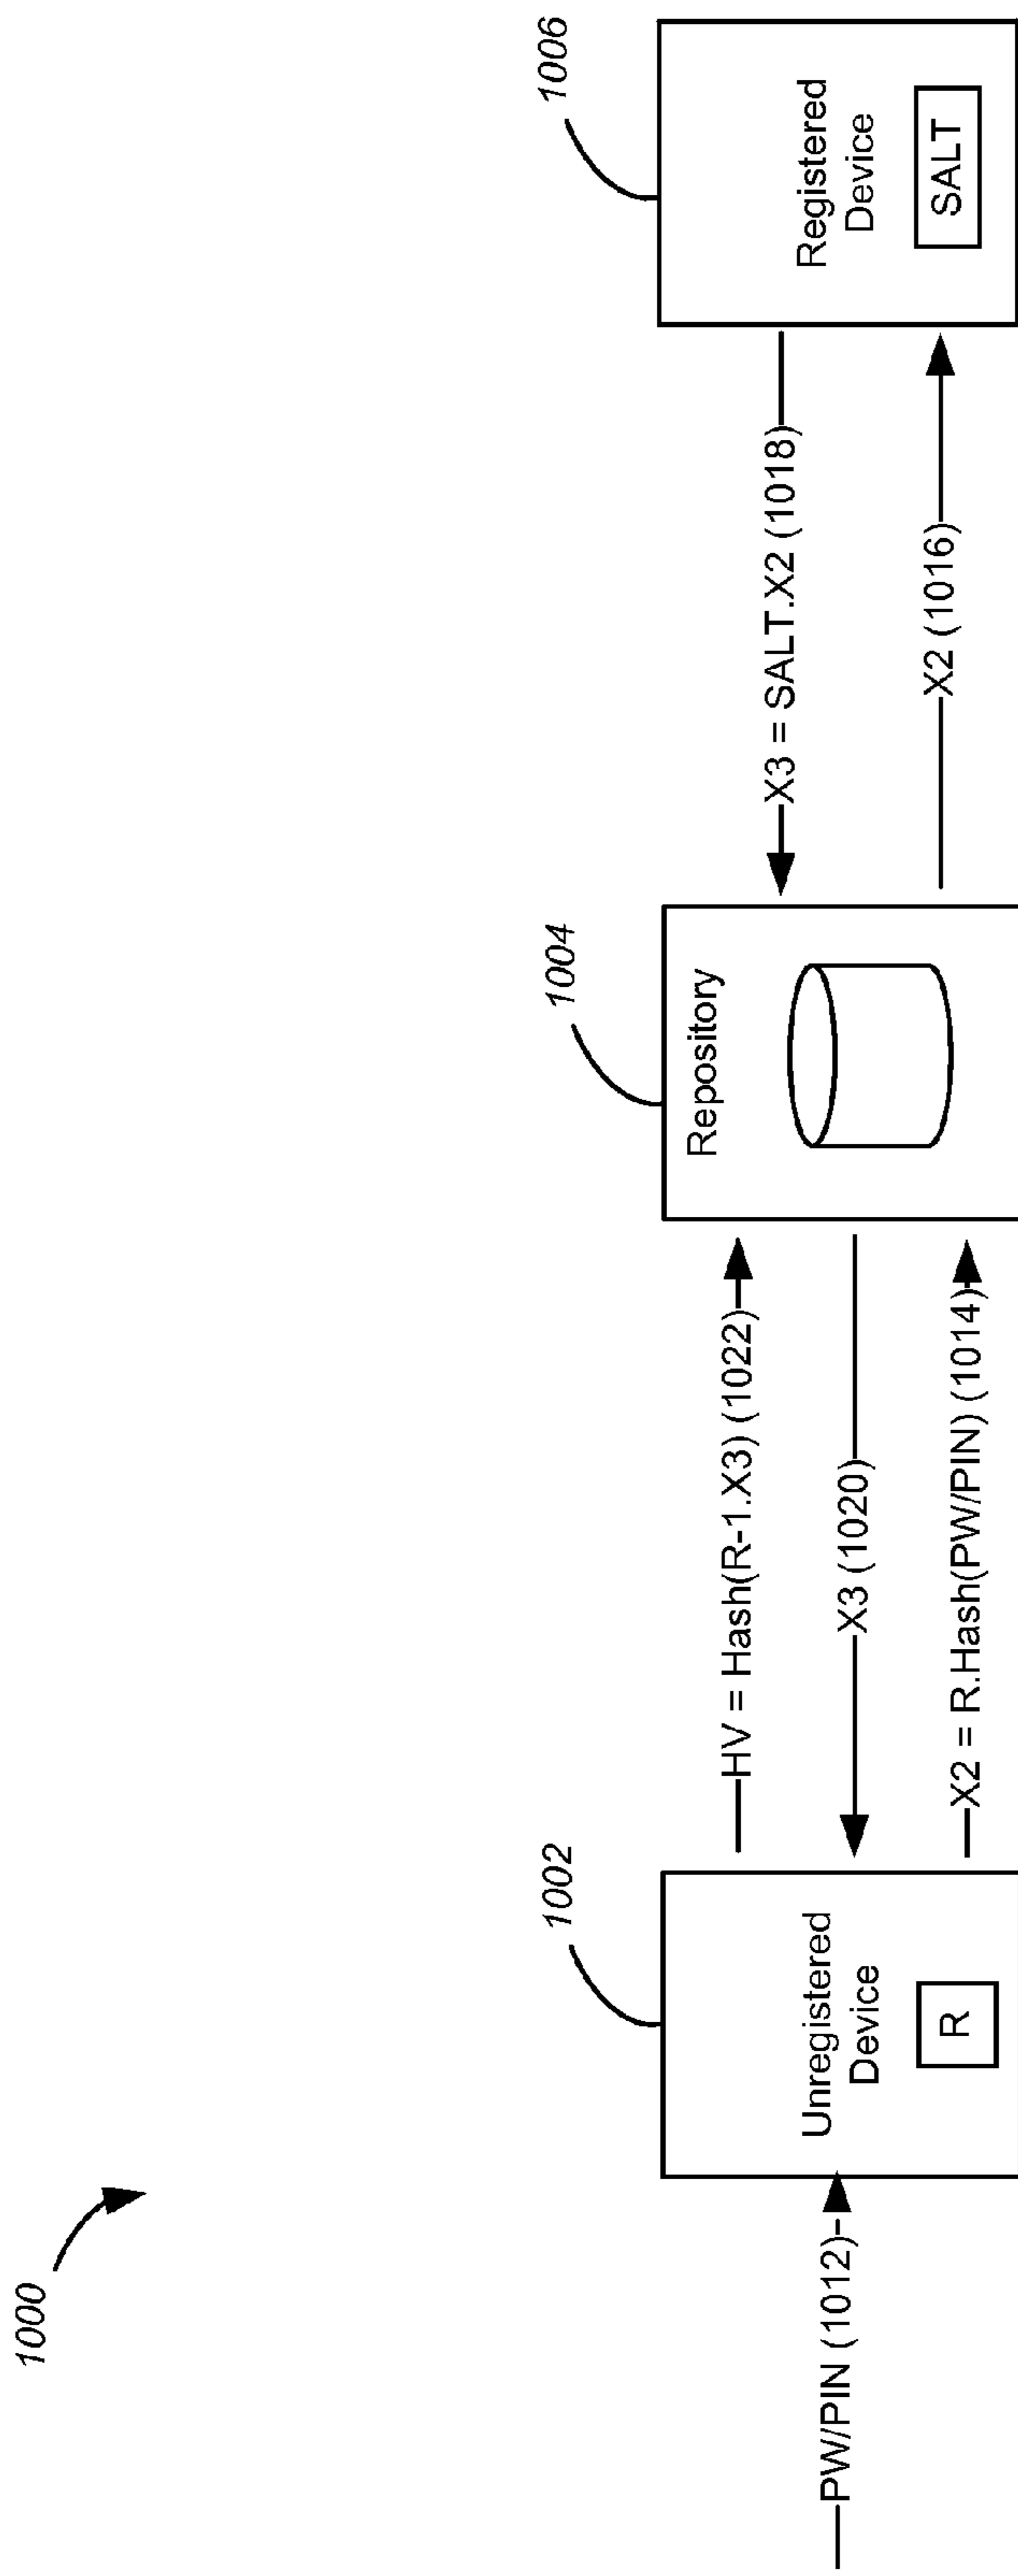 1000
1002
1004
1006
PW/PIN (1012)
Unregistered
Device
R
HV = Hash(R-1.X3) (1022)
X3 (1020)
X2 = R.Hash(PW/PIN) (1014)
Repository
X3 = SALT.X2 (1018)
X2 (1016)
Registered
Device
SALT